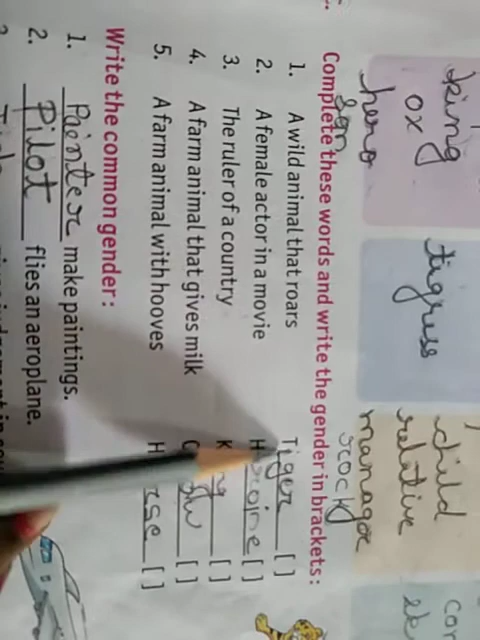 king
ox
hero
son
tigress
child
relative
manager
Complete these words and write the gender in brackets :
1. A wild animal that roars Tiger [ ]
2. A female actor in a movie Heroine [ ]
3. The ruler of a country K ng [ ]
4. A farm animal that gives milk C [ ]
5. A farm animal with hooves H rse [ ]
Write the common gender :
1. Painter make paintings.
2. Pilot flies an aeroplane.